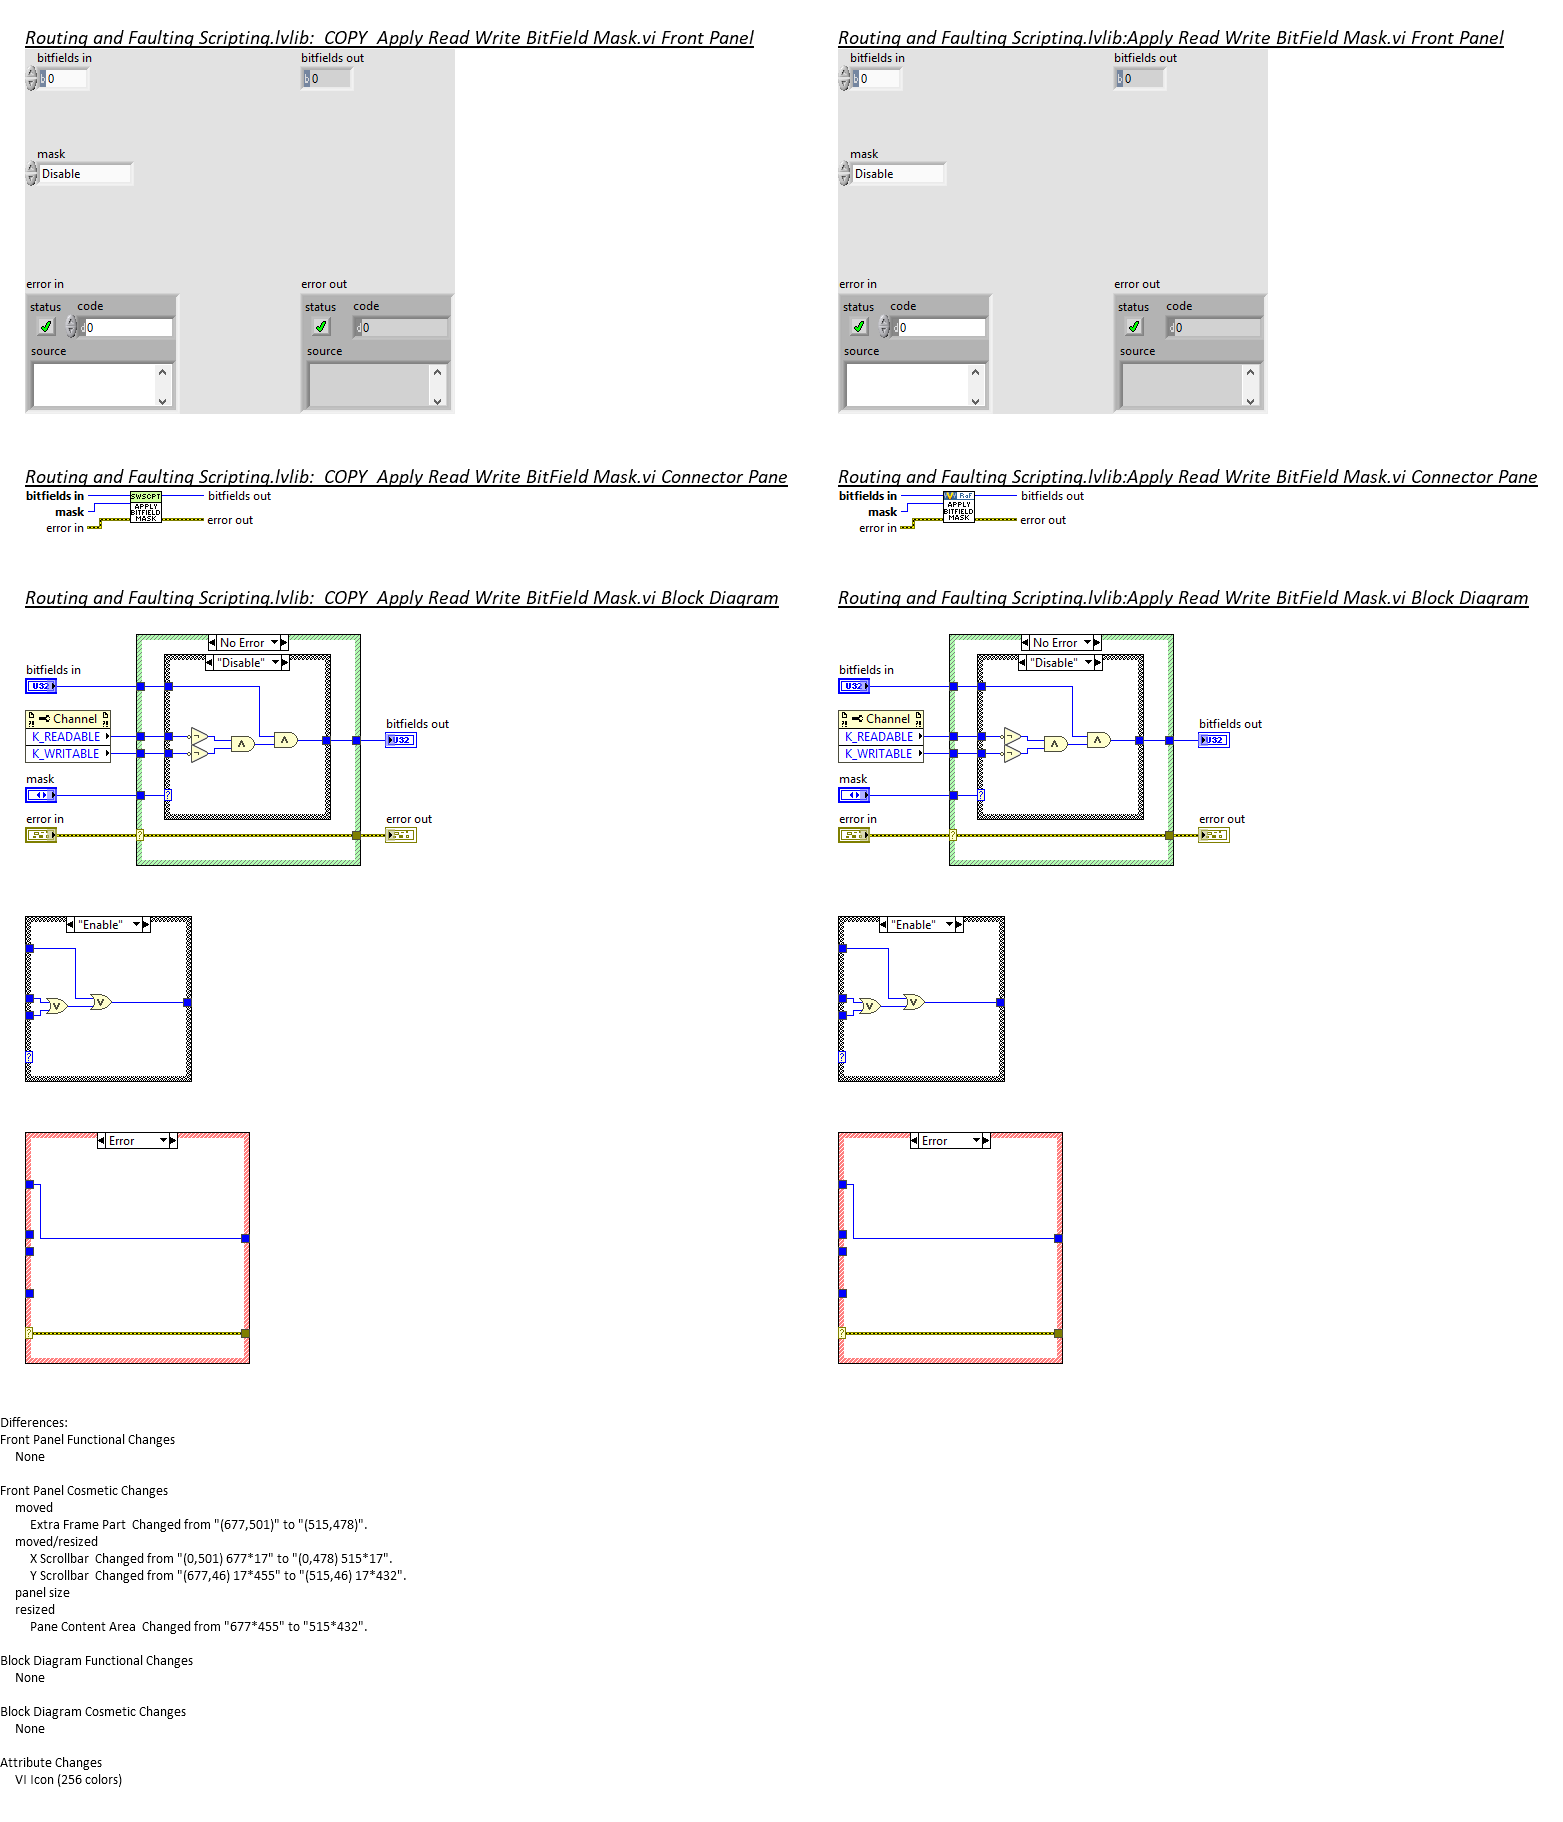 Routing and Faulting Scripting.lvlib:  COPY  Apply Read Write BitField Mask.vi Front Panel
bitfields in
bitfields out
b 0
b 0
mask
Disable
error in
error out
status
code
status
code
d 0
d 0
source
source
Routing and Faulting Scripting.lvlib:Apply Read Write BitField Mask.vi Front Panel
bitfields in
bitfields out
b 0
b 0
mask
Disable
error in
error out
status
code
status
code
d 0
d 0
source
source
Routing and Faulting Scripting.lvlib:  COPY  Apply Read Write BitField Mask.vi Connector Pane
bitfields in
mask
error in
SWSCPT
APPLY
BITFIELD
MASK
bitfields out
error out
Routing and Faulting Scripting.lvlib:Apply Read Write BitField Mask.vi Connector Pane
bitfields in
mask
error in
RaF
APPLY
BITFIELD
MASK
bitfields out
error out
Routing and Faulting Scripting.lvlib:  COPY  Apply Read Write BitField Mask.vi Block Diagram
No Error
"Disable"
bitfields in
U32
Channel
K_READABLE
K_WRITABLE
bitfields out
U32
mask
error in
error out
"Enable"
V
V
Error
Routing and Faulting Scripting.lvlib:Apply Read Write BitField Mask.vi Block Diagram
No Error
"Disable"
bitfields in
U32
Channel
K_READABLE
K_WRITABLE
bitfields out
U32
mask
error in
error out
"Enable"
V
V
Error
Differences:
Front Panel Functional Changes
None
Front Panel Cosmetic Changes
moved
Extra Frame Part  Changed from "(677,501)" to "(515,478)".
moved/resized
X Scrollbar  Changed from "(0,501) 677*17" to "(0,478) 515*17".
Y Scrollbar  Changed from "(677,46) 17*455" to "(515,46) 17*432".
panel size
resized
Pane Content Area  Changed from "677*455" to "515*432".
Block Diagram Functional Changes
None
Block Diagram Cosmetic Changes
None
Attribute Changes
VI Icon (256 colors)